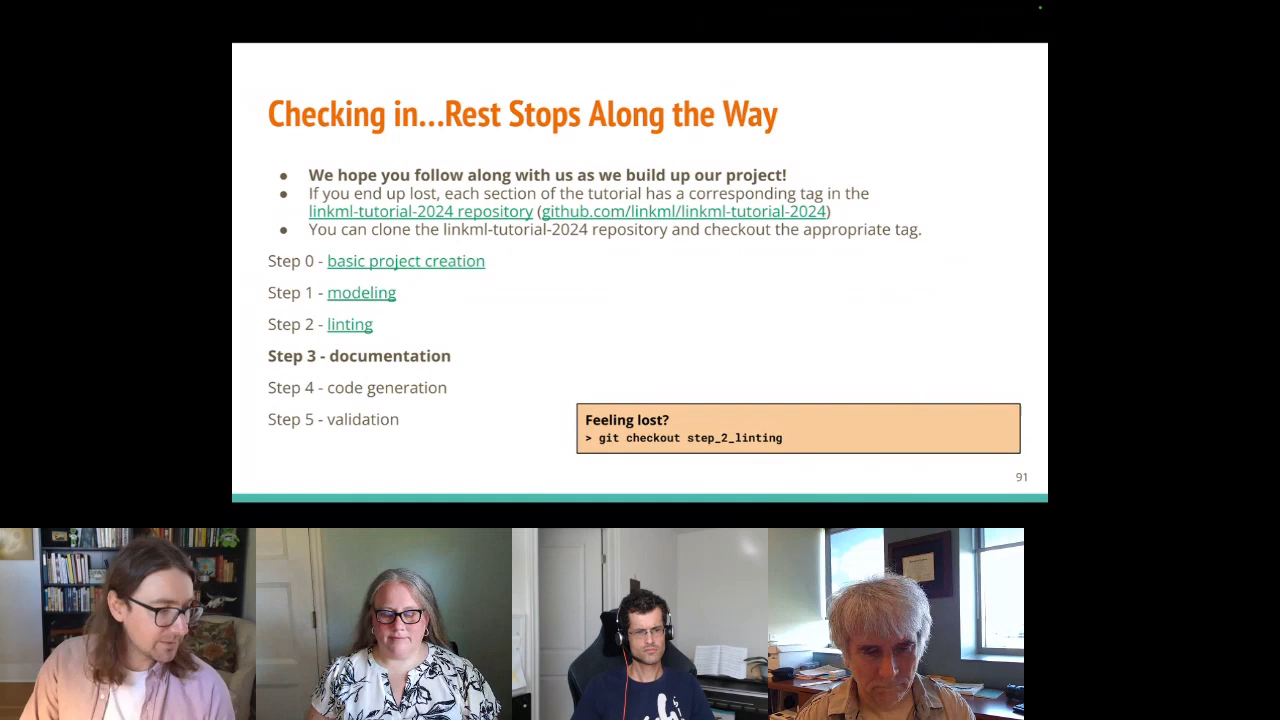 Checking in...Rest Stops Along the Way
● We hope you follow along with us as we build up our project!
● If you end up lost, each section of the tutorial has a corresponding tag in the
linkml-tutorial-2024 repository (github.com/linkml/linkml-tutorial-2024)
● You can clone the linkml-tutorial-2024 repository and checkout the appropriate tag.
Step 0 - basic project creation
Step 1 - modeling
Step 2 - linting
Step 3 - documentation
Step 4 - code generation
Step 5 - validation
Feeling lost?
> git checkout step_2_linting
91